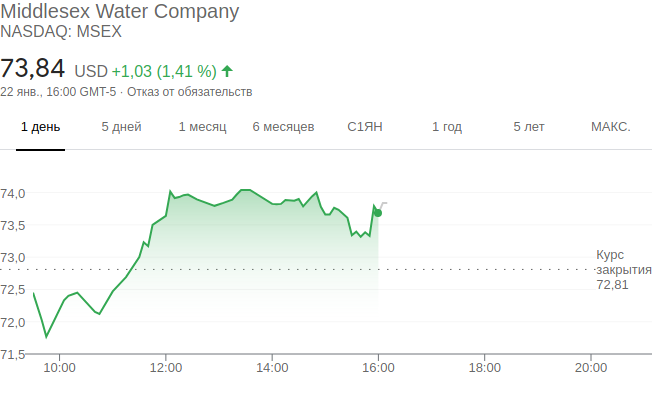 Middlesex Water Company
NASDAQ: MSEX
73,84 USD +1,03 (1,41 %)
22 янв., 16:00 GMT-5 · Отказ от обязательств
1 день 5 дней 1 месяц 6 месяцев С1ЯН 1 год 5 лет МАКС.
74,0
73,5
73,0
72,5
72,0
71,5
Курс
закрытия
72,81
10:00 12:00 14:00 16:00 18:00 20:00